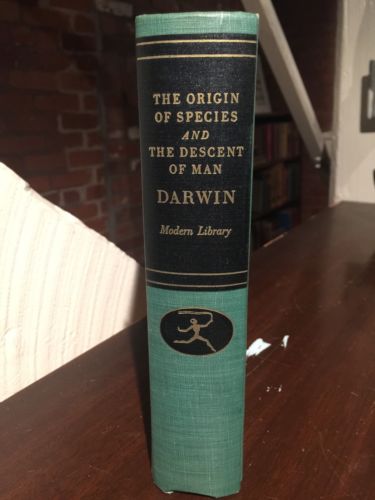 THE ORIGIN
OF SPECIES
AND
THE DESCENT
OF MAN
DARWIN
Modern Library